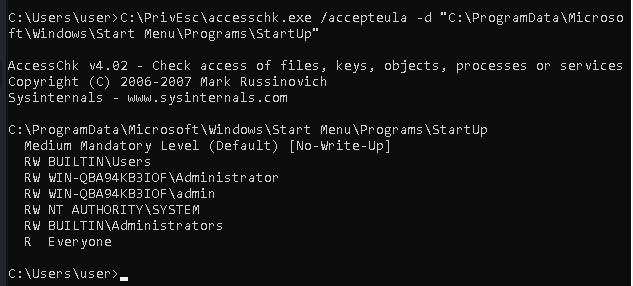 C:\Users\user>C:\PrivEsc\accesschk.exe /accepteula -d "C:\ProgramData\Microso
ft\Windows\Start Menu\Programs\StartUp"
AccessChk v4.02 - Check access of files, keys, objects, processes or services
Copyright (C) 2006-2007 Mark Russinovich
Sysinternals - www.sysinternals.com
C:\ProgramData\Microsoft\Windows\Start Menu\Programs\StartUp
Medium Mandatory Level (Default) [No-Write-Up]
RW BUILTIN\Users
RW WIN-QBA94KB3IOF\Administrator
RW WIN-QBA94KB3IOF\admin
RW NT AUTHORITY\SYSTEM
RW BUILTIN\Administrators
R  Everyone
C:\Users\user>